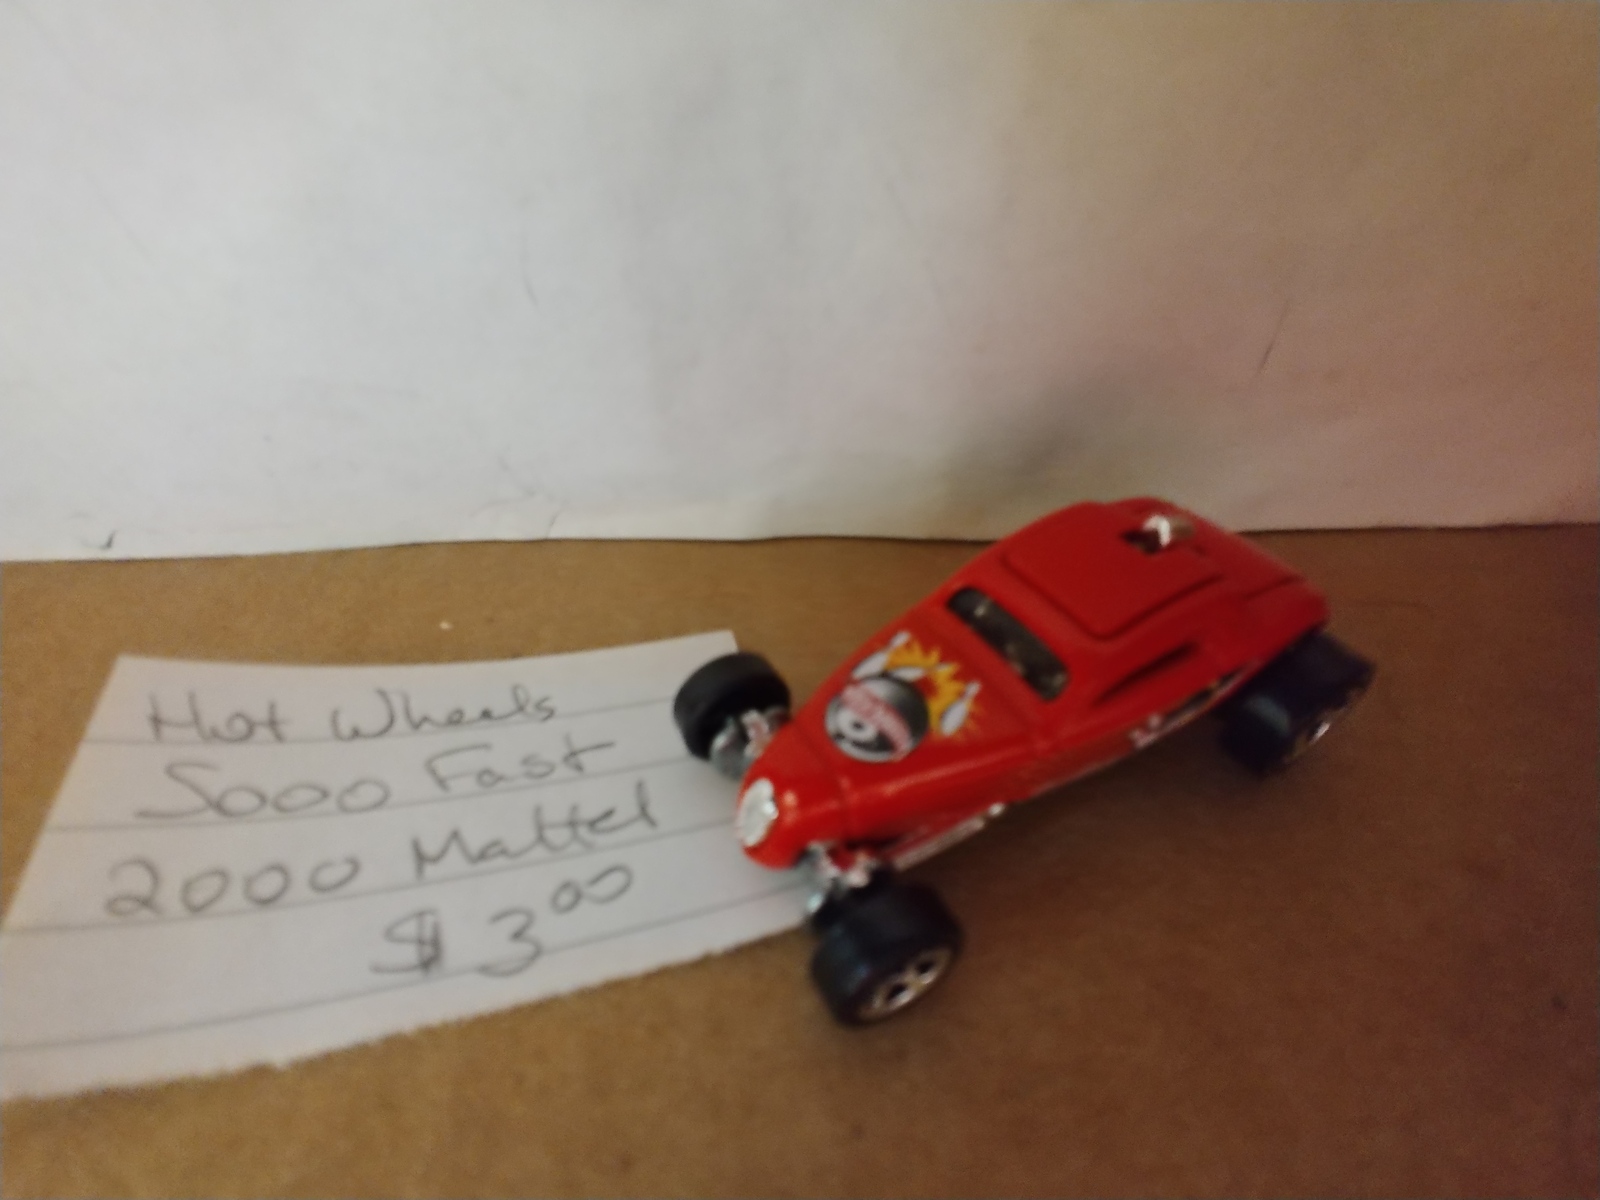 Hot Wheels
Sooo Fast
2000 Mattel
$3.00